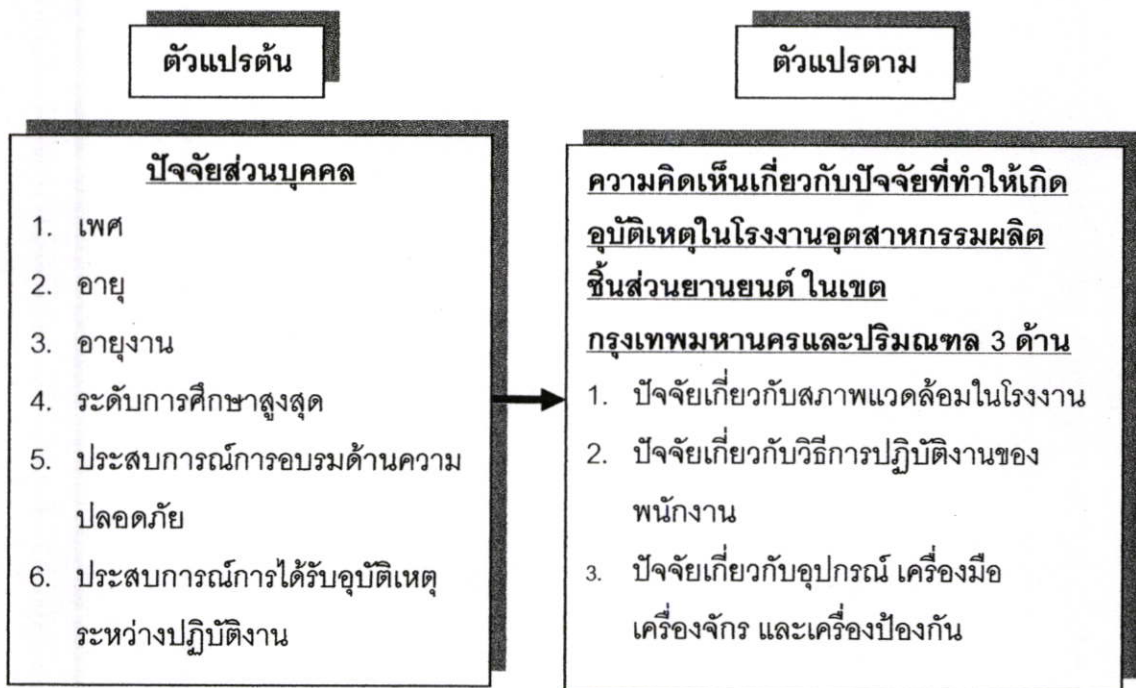 ตัวแปรต้น
ตัวแปรตาม
ปัจจัยส่วนบุคคล
1. เพศ
2. อายุ
3. อายุงาน
4. ระดับการศึกษาสูงสุด
5. ประสบการณ์การอบรมด้านความ
ปลอดภัย
6. ประสบการณ์การได้รับอุบัติเหตุ
ระหว่างปฏิบัติงาน
ความคิดเห็นเกี่ยวกับปัจจัยที่ทำให้เกิด
อุบัติเหตุในโรงงานอุตสาหกรรมผลิต
ชิ้นส่วนยานยนต์ ในเขต
กรุงเทพมหานครและปริมณฑล 3 ด้าน
1. ปัจจัยเกี่ยวกับสภาพแวดล้อมในโรงงาน
2. ปัจจัยเกี่ยวกับวิธีการปฏิบัติงานของ
พนักงาน
3. ปัจจัยเกี่ยวกับอุปกรณ์ เครื่องมือ
เครื่องจักร และเครื่องป้องกัน